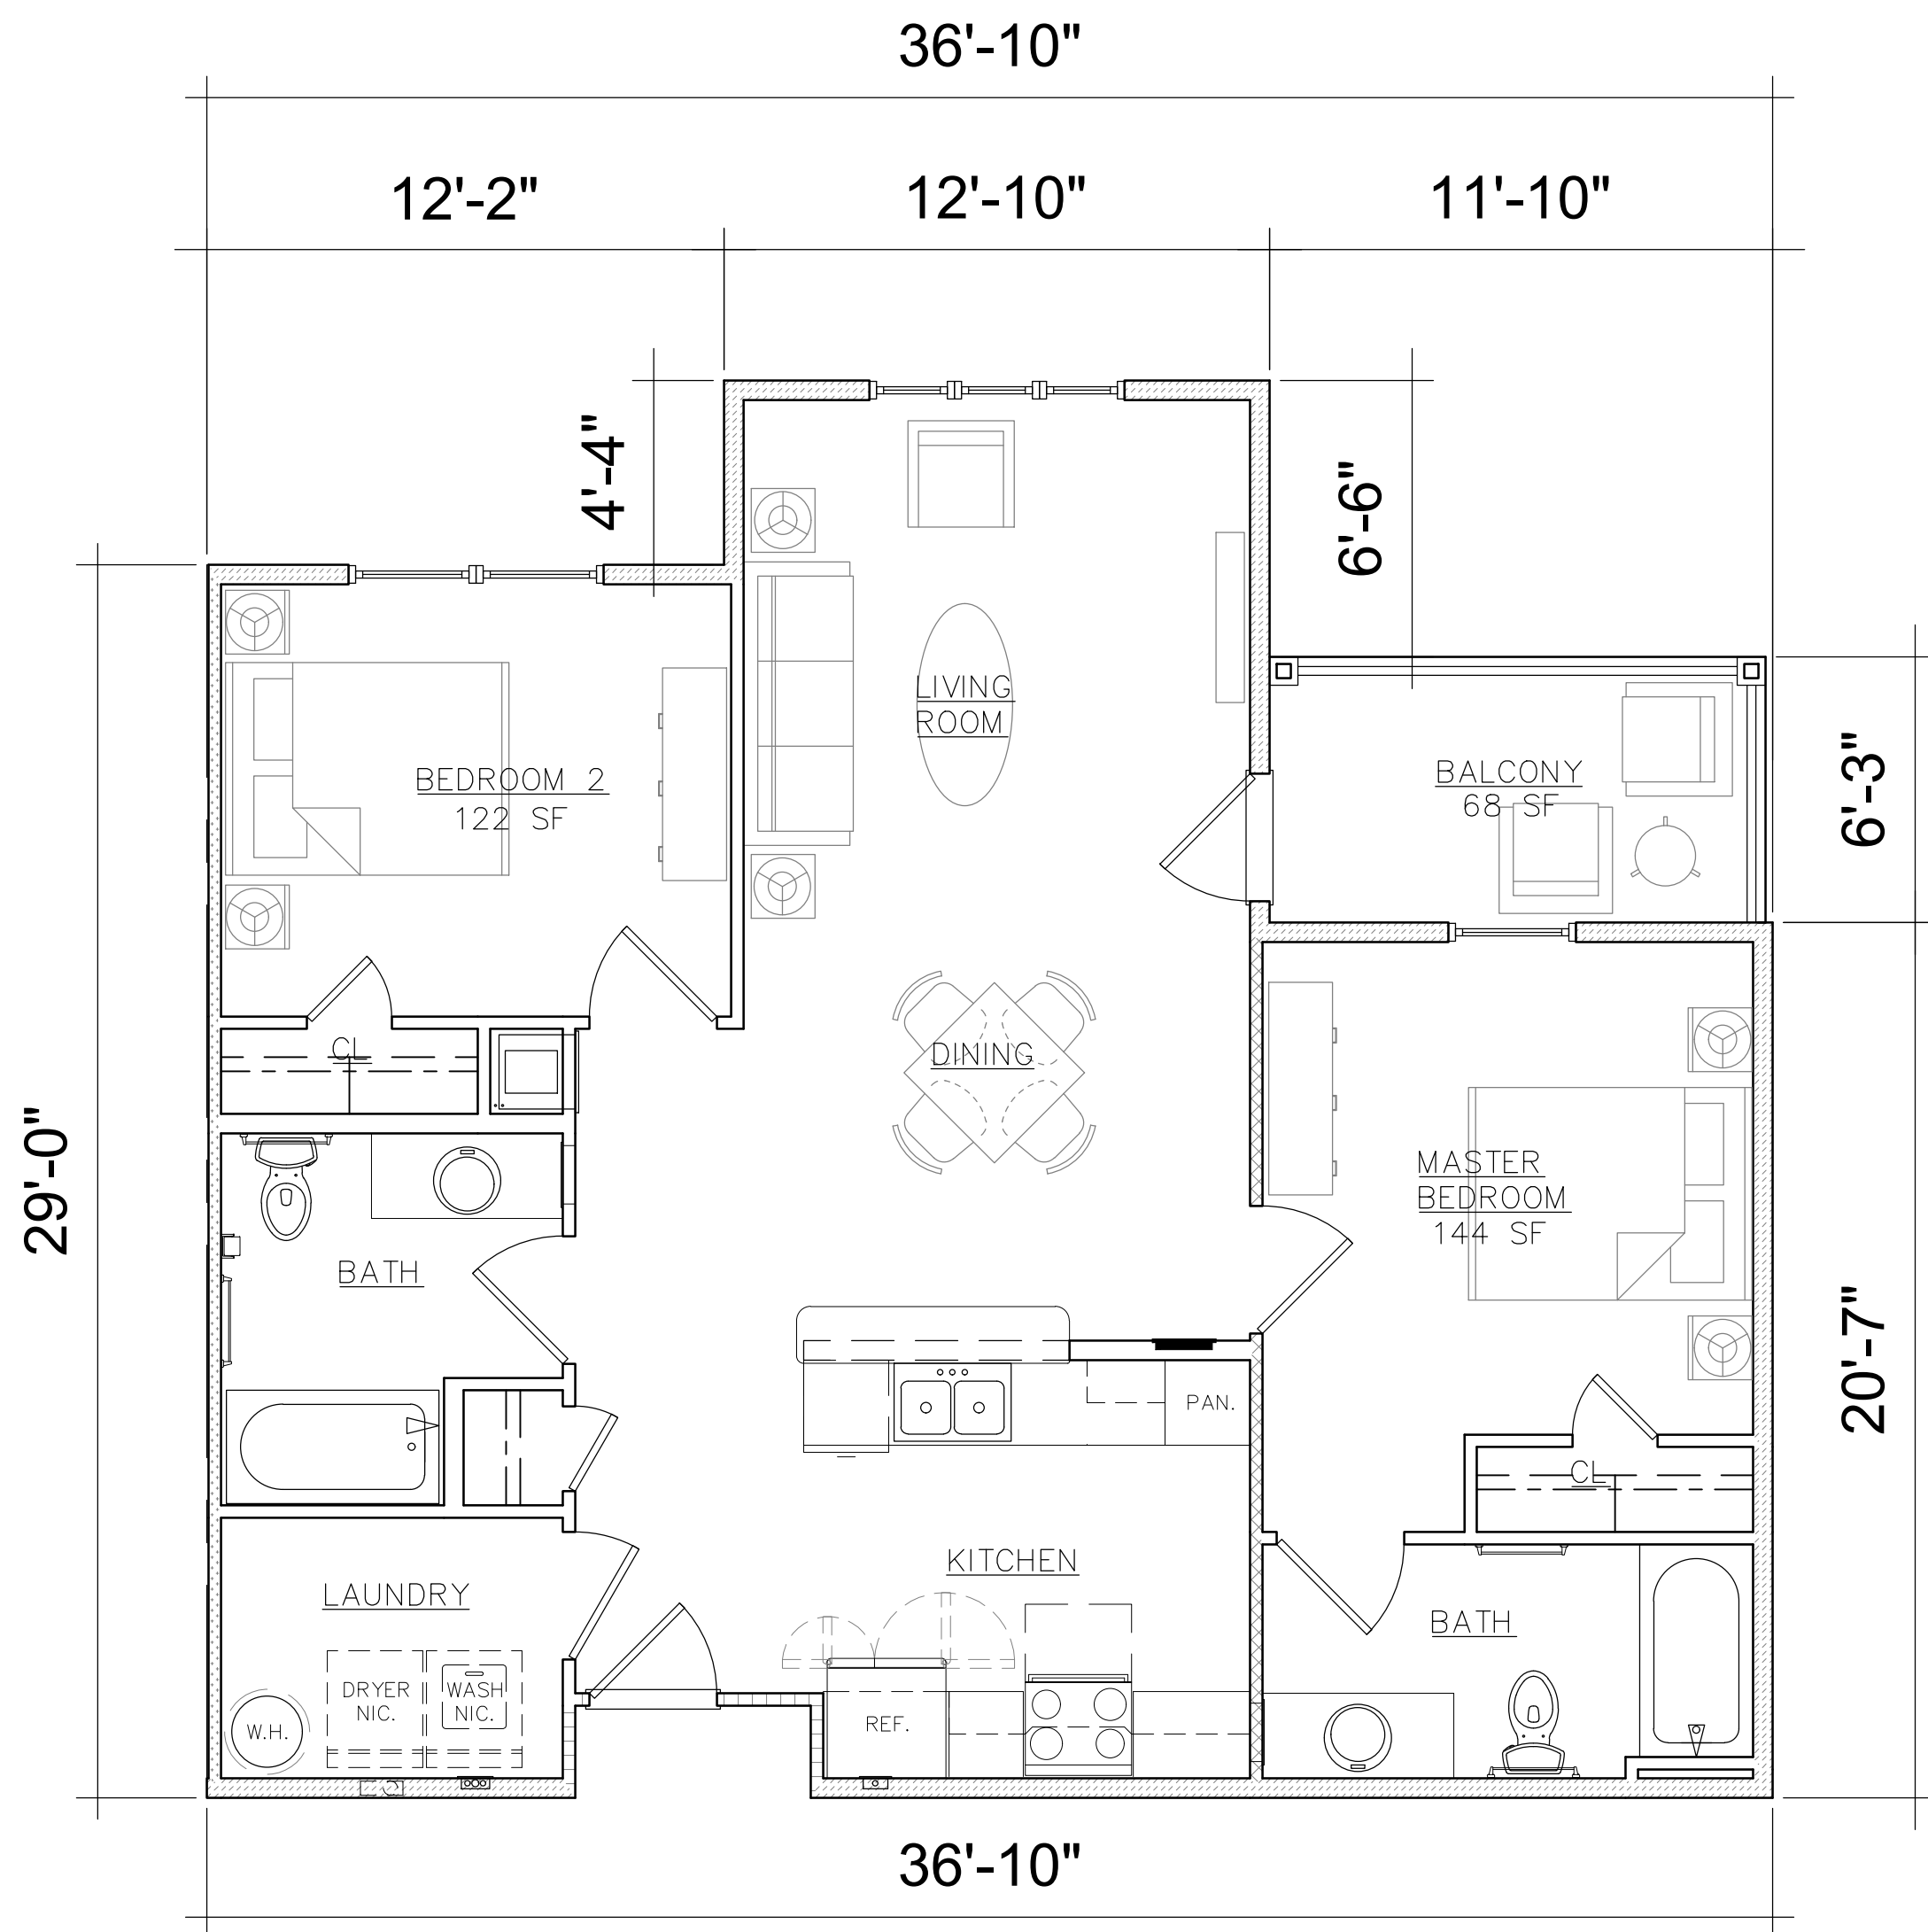 36'-10"
12'-2"
12'-10"
11'-10"
4'-4"
6'-6"
LIVING
ROOM
BEDROOM 2
122 SF
BALCONY
68 SF
6'-3"
CL
DINING
29'-0"
MASTER
BEDROOM
144 SF
BATH
20'-7"
PAN.
CL
KITCHEN
LAUNDRY
BATH
DRYER
NIC.
WASH
NIC.
W.H.
REF.
36'-10"